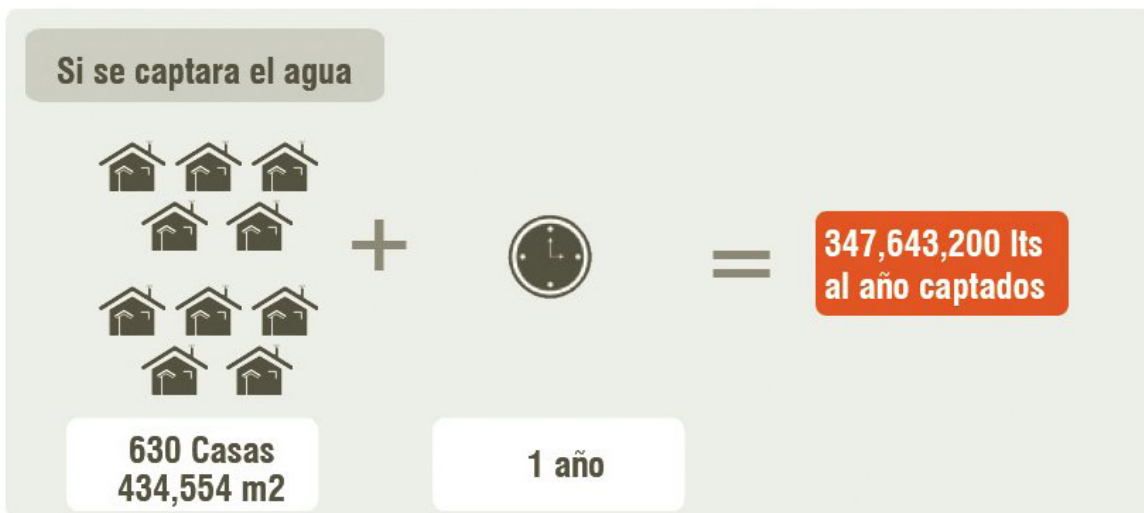 Si se captara el agua
+
=
347,643,200 lts
al año captados
630 Casas
434,554 m2
1 año